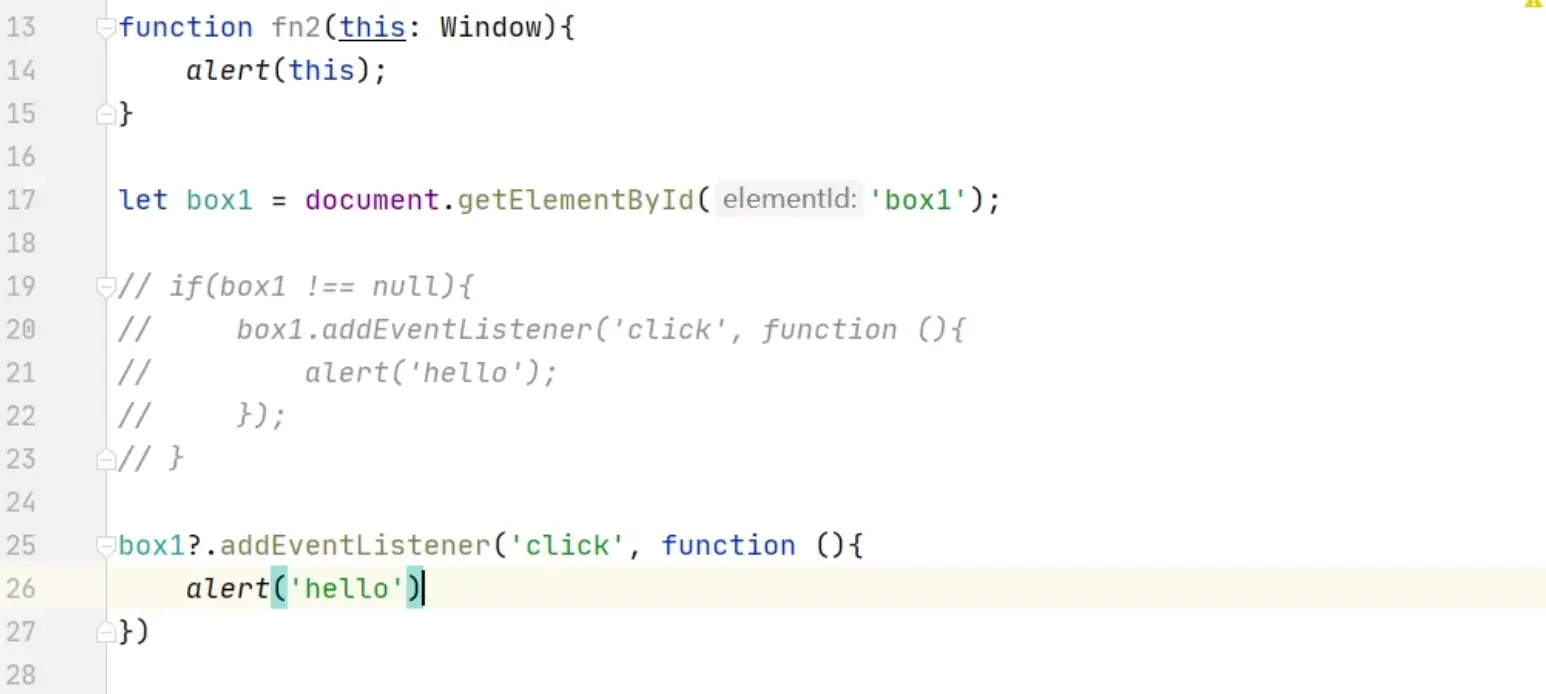 13 function fn2(this: Window){
14     alert(this);
15 }
16
17 let box1 = document.getElementById( elementId: 'box1');
18
19 // if(box1 !== null){
20 //     box1.addEventListener('click', function (){
21 //         alert('hello');
22 //     });
23 // }
24
25 box1?.addEventListener('click', function (){
26     alert('hello')
27 })
28